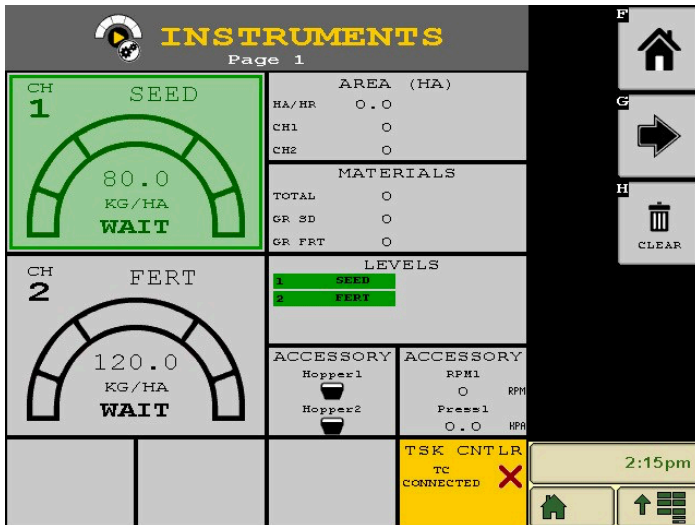 INSTRUMENTS
Page 1
CH
1
SEED
80.0
KG/HA
WAIT
CH
2
FERT
120.0
KG/HA
WAIT
AREA (HA)
HA/HR 0.0
CH1 0
CH2 0
MATERIALS
TOTAL 0
GR SD 0
GR FRT 0
LEVELS
1 SEED
2 FERT
ACCESSORY
Hopper1
Hopper2
ACCESSORY
RPM1
0 RPM
Press1
0.0 HPA
TSK CNTLR
TC
CONNECTED
F
G
H
CLEAR
2:15pm